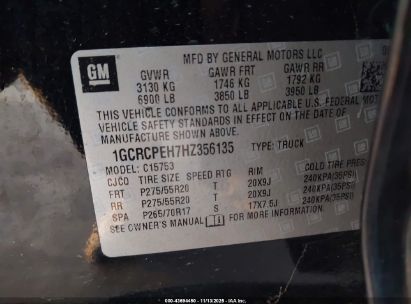 GM
MFD BY GENERAL MOTORS LLC
GVWR GAWR FRT GAWR RR
3130 KG 1746 KG 1792 KG
6900 LB 3850 LB 3950 LB
THIS VEHICLE CONFORMS TO ALL APPLICABLE U.S. FEDERAL MOTOR
VEHICLE SAFETY STANDARDS IN EFFECT ON THE DATE OF
MANUFACTURE SHOWN ABOVE.
1GCRCPEH7HZ356135 TYPE: TRUCK
MODEL: C15753
CJCQ TIRE SIZE SPEED RTG RIM COLD TIRE
FRT P275/55R20 T 20X9J 240KPA(35PSI)
RR P275/55R20 T 20X9J 240KPA(35PSI)
SPA P265/70R17 S 17X7.5J 240KPA(35PSI)
SEE OWNER'S MANUAL FOR MORE INFORMATION.